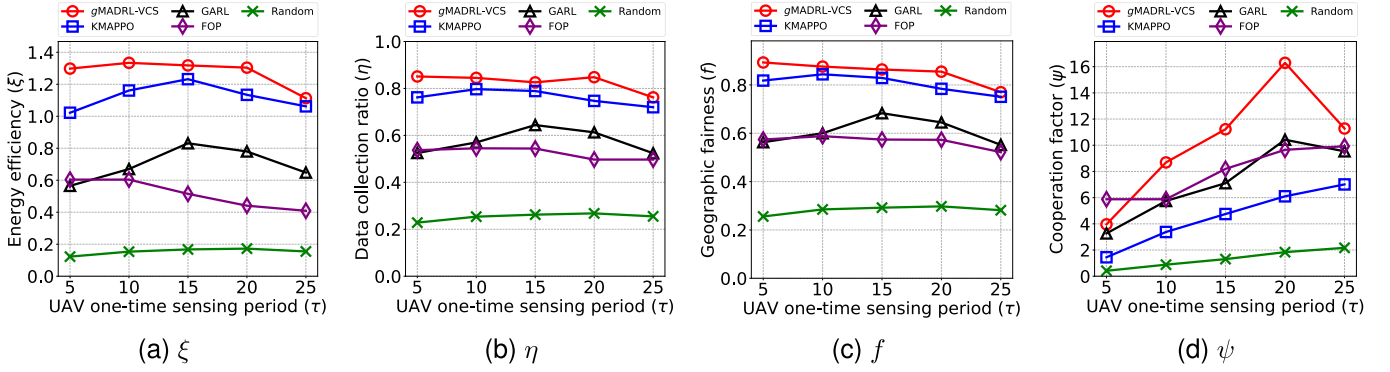 gMADRL-VCS GARL Random
KMAPPO FOP
Energy efficiency (ξ)
1.4
1.2
1.0
0.8
0.6
0.4
0.2
0.0
5 10 15 20 25
UAV one-time sensing period (τ)
(a) ξ
gMADRL-VCS GARL Random
KMAPPO FOP
Data collection ratio (η)
1.0
0.8
0.6
0.4
0.2
0.0
5 10 15 20 25
UAV one-time sensing period (τ)
(b) η
gMADRL-VCS GARL Random
KMAPPO FOP
Geographic fairness (f)
0.8
0.6
0.4
0.2
0.0
5 10 15 20 25
UAV one-time sensing period (τ)
(c) f
gMADRL-VCS GARL Random
KMAPPO FOP
Cooperation factor (ψ)
16
14
12
10
8
6
4
2
0
5 10 15 20 25
UAV one-time sensing period (τ)
(d) ψ